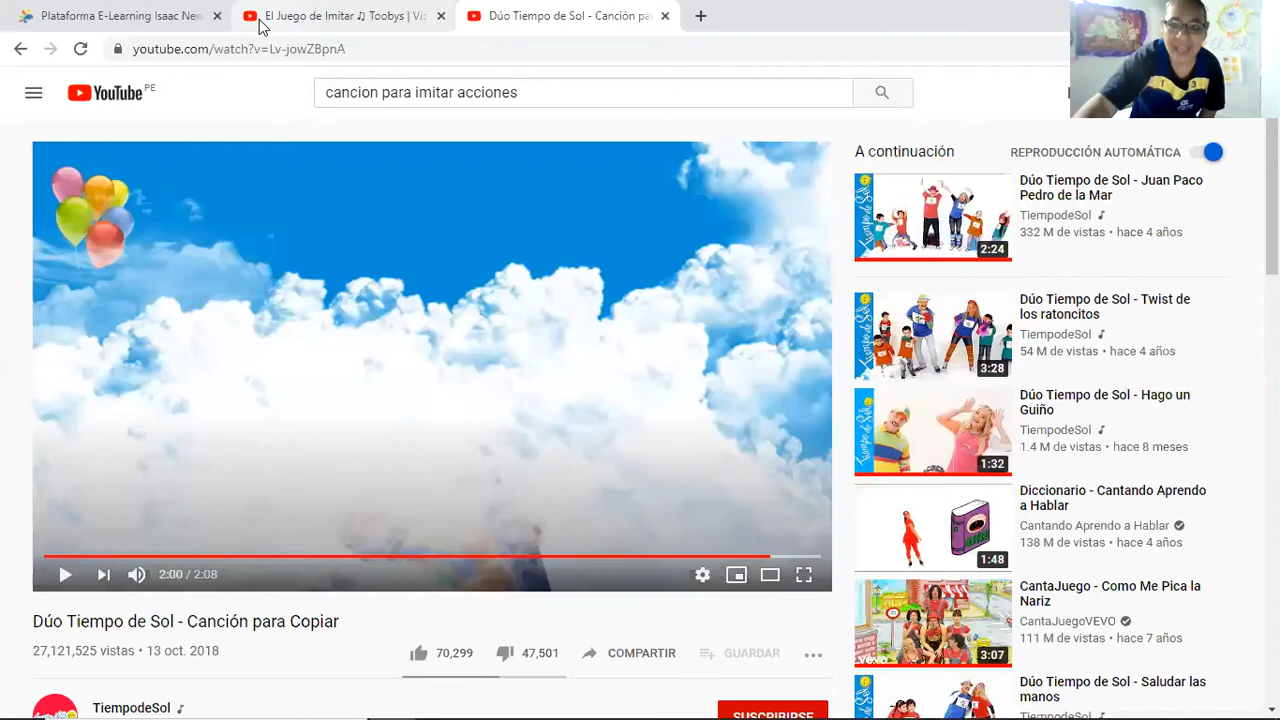 Plataforma E-Learning Isaac New
El Juego de Imitar ♫ Toobys | Vi
Dúo Tiempo de Sol - Canción pa
youtube.com/watch?v=Lv-jowZBpnA
YouTube PE
cancion para imitar acciones
A continuación
REPRODUCCIÓN AUTOMÁTICA
Dúo Tiempo de Sol - Juan Paco
Pedro de la Mar
TiempodeSol ♪
332 M de vistas • hace 4 años
2:24
Dúo Tiempo de Sol - Twist de
los ratoncitos
TiempodeSol ♪
54 M de vistas • hace 4 años
3:28
Dúo Tiempo de Sol - Hago un
Guiño
TiempodeSol ♪
1.4 M de vistas • hace 8 meses
1:32
Diccionario - Cantando Aprendo
a Hablar
Cantando Aprendo a Hablar
138 M de vistas • hace 4 años
1:48
CantaJuego - Como Me Pica la
Nariz
CantaJuegoVEVO
111 M de vistas • hace 7 años
3:07
vevo
Dúo Tiempo de Sol - Saludar las
manos
TiempodeSol ♪
2:00 / 2:08
Dúo Tiempo de Sol - Canción para Copiar
27,121,525 vistas • 13 oct. 2018
70,299
47,501
COMPARTIR
GUARDAR
TiempodeSol ♪
SUSCRIBIRSE